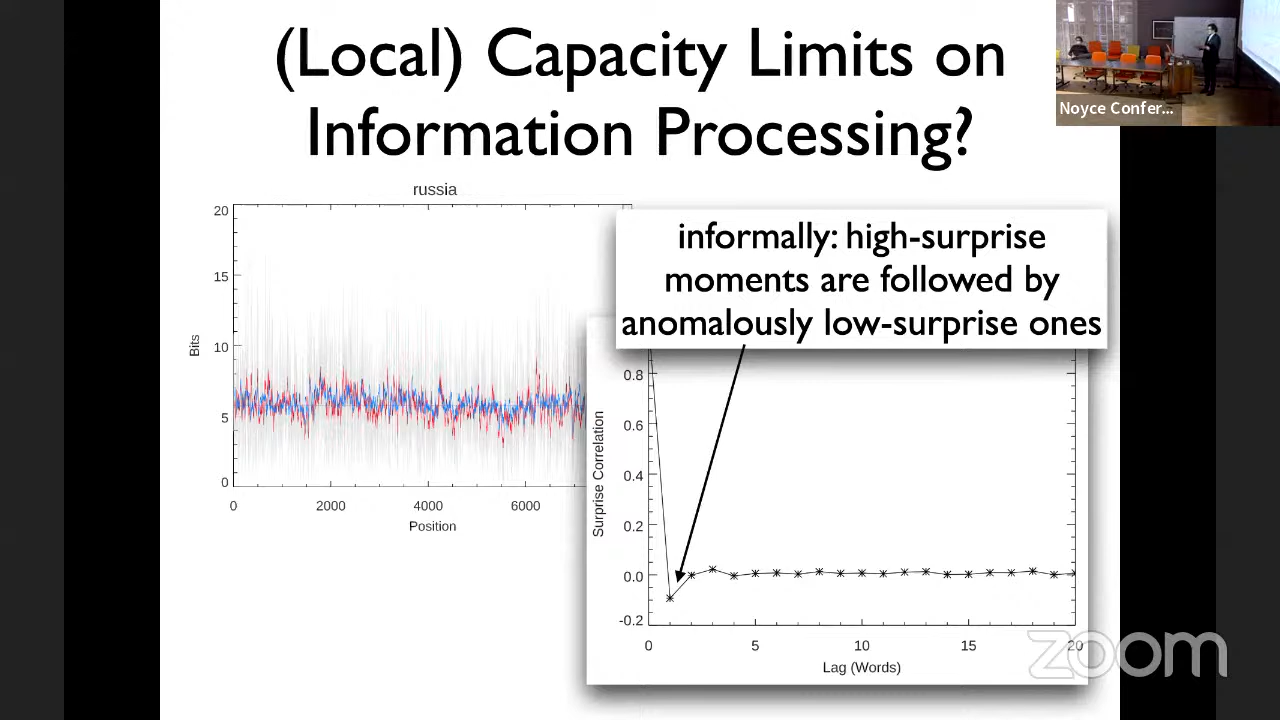 (Local) Capacity Limits on
Information Processing?
Noyce Confer...
russia
informally: high-surprise
moments are followed by
anomalously low-surprise ones
20
15
10
5
0
Bits
0 2000 4000 6000
Position
0.8
0.6
0.4
0.2
0.0
-0.2
Surprise Correlation
0 5 10 15 20
Lag (Words)
zoom